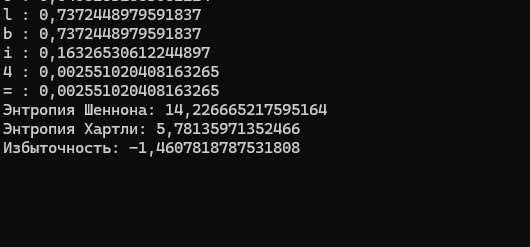 l : 0,7372448979591837
b : 0,7372448979591837
i : 0,16326530612244897
4 : 0,002551020408163265
= : 0,002551020408163265
Энтропия Шеннона: 14,226665217595164
Энтропия Хартли: 5,78135971352466
Избыточность: -1,4607818787531808